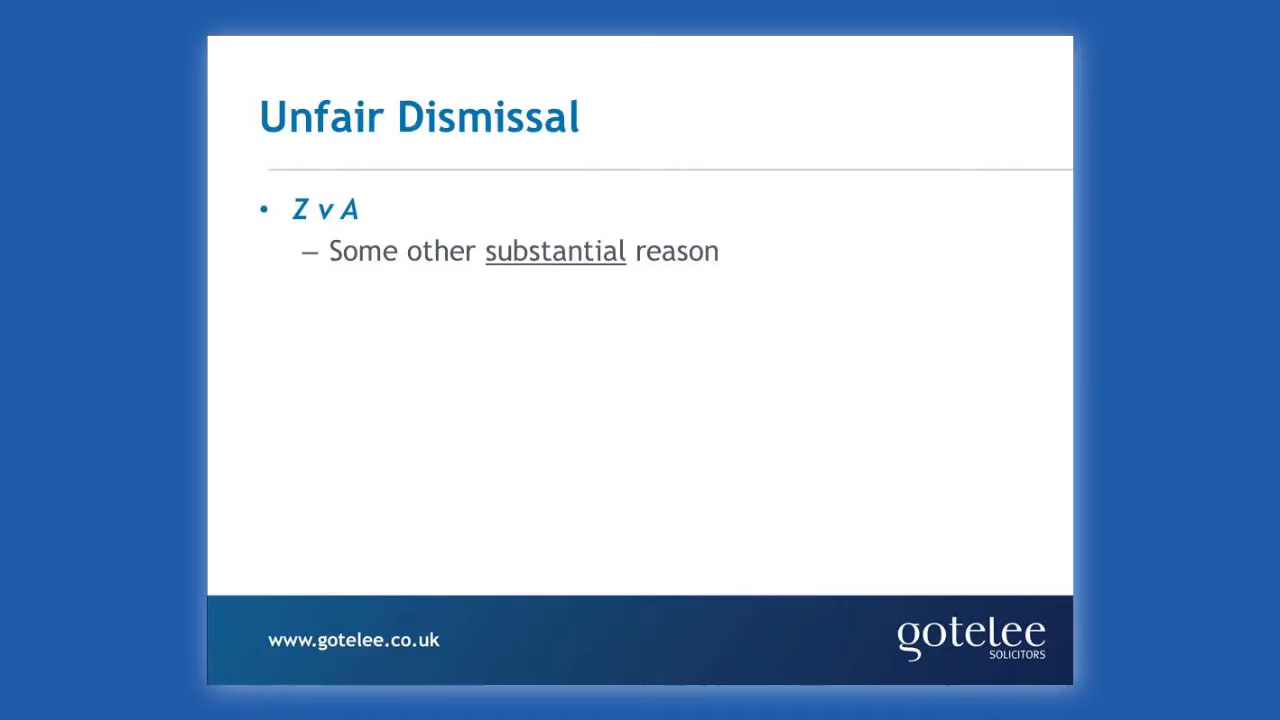 Unfair Dismissal
• Z v A
– Some other substantial reason
www.gotelee.co.uk
gotelee
SOLICITORS